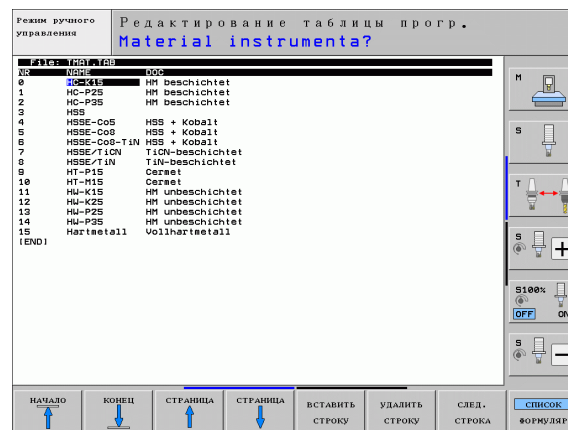 Режим ручного
управления
Редактирование таблицы прогр.
Material instrumenta?
File: TMAT.TAB
NR NAME DOC
0 HC-K15 HM beschichtet
1 HC-P25 HM beschichtet
2 HC-P35 HM beschichtet
3 HSS
4 HSSE-Co5 HSS + Kobalt
5 HSSE-Co8 HSS + Kobalt
6 HSSE-Co8-TiN HSS + Kobalt
7 HSSE/TiCN TiCN-beschichtet
8 HSSE/TiN TiN-beschichtet
9 HT-P15 Cermet
10 HT-M15 Cermet
11 HW-K15 HM unbeschichtet
12 HW-K25 HM unbeschichtet
13 HW-P25 HM unbeschichtet
14 HW-P35 HM unbeschichtet
15 Hartmetall Vollhartmetall
[END]
M
S
T
S
+
S100%
OFF ON
S
–
НАЧАЛО
КОНЕЦ
СТРАНИЦА
СТРАНИЦА
ВСТАВИТЬ
СТРОКУ
УДАЛИТЬ
СТРОКУ
СЛЕД.
СТРОКА
СПИСОК
ФОРМУЛЯР